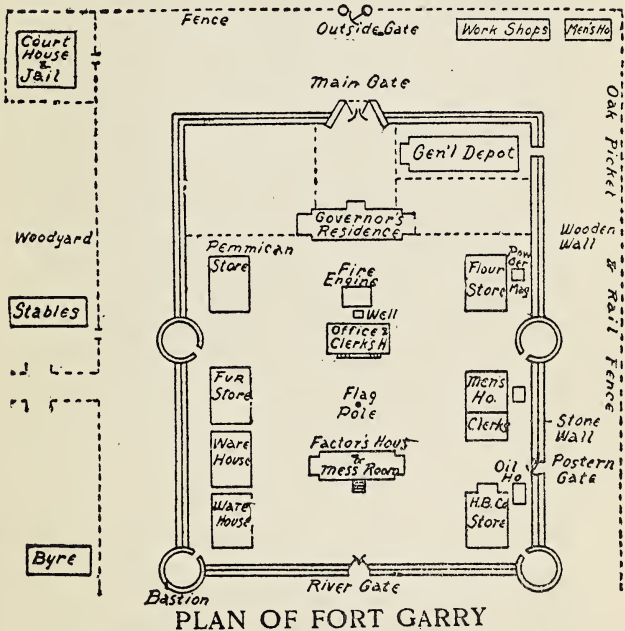 Fence
Outside Gate
Work Shops
Men's Ho
Court
House
&
Jail
Main Gate
Oak Picket & Rail Fence
Gen'l Depot
Governor's
Residence
Woodyard
Wooden
Wall
Pemmican
Store
Fire
Engine
Flour
Store
Pow
der
Mag
Well
Stables
Office &
Clerks H
Fur
Store
Men's
Ho.
Clerks
Flag
Pole
Stone
Wall
Ware
House
Factor's Hous
&
Mess Room
Oil
Ho
Postern
Gate
Ware
House
H.B.Co
Store
Byre
Bastion
River Gate
PLAN OF FORT GARRY